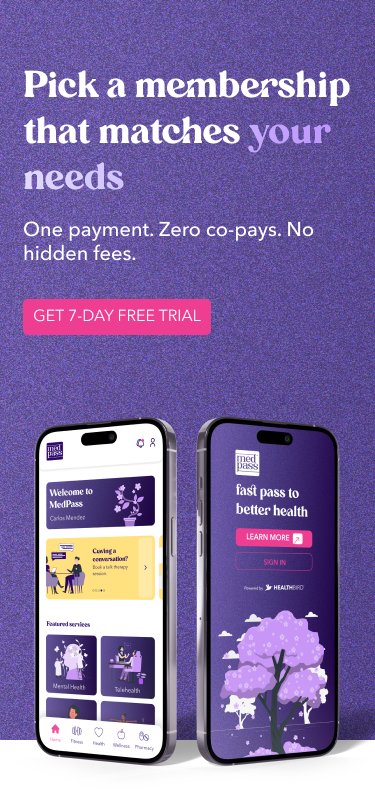 Pick a membership
that matches your
needs
One payment. Zero co-pays. No
hidden fees.
GET 7-DAY FREE TRIAL
med
pass
Welcome to
MedPass
Carlos Mendez
Craving a
conversation?
Book a talk therapy
session
Featured services
Mental Health
Telehealth
Home
Fitness
Health
Wellness
Pharmacy
med
pass
fast pass to
better health
LEARN MORE
SIGN IN
Powered by HEALTHBIRD